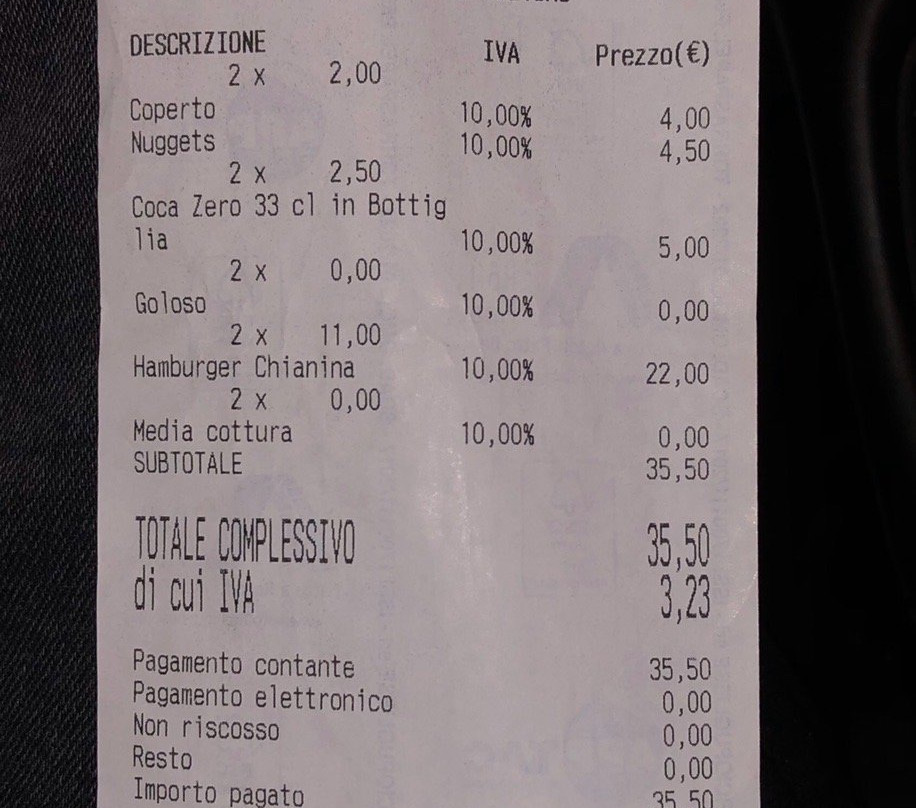 DESCRIZIONE IVA Prezzo(€)
2 x 2,00
Coperto 10,00% 4,00
Nuggets 10,00% 4,50
2 x 2,50
Coca Zero 33 cl in Bottig
lia 10,00% 5,00
2 x 0,00
Goloso 10,00% 0,00
2 x 11,00
Hamburger Chianina 10,00% 22,00
2 x 0,00
Media cottura 10,00% 0,00
SUBTOTALE 35,50
TOTALE COMPLESSIVO 35,50
di cui IVA 3,23
Pagamento contante 35,50
Pagamento elettronico 0,00
Non riscosso 0,00
Resto 0,00
Importo pagato 35,50